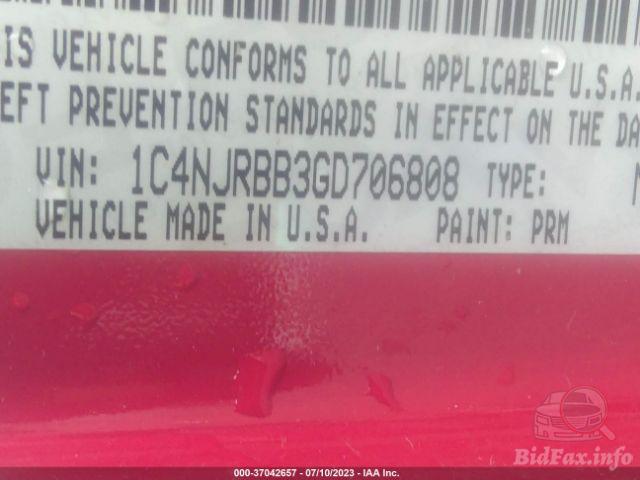 IS VEHICLE CONFORMS TO ALL APPLICABLE U.S.A.
EFT PREVENTION STANDARDS IN EFFECT ON THE DA
VIN: 1C4NJRBB3GD706808 TYPE:
VEHICLE MADE IN U.S.A. PAINT: PRM
000-37042657 - 07/10/2023 - IAA Inc.
BidFax.info